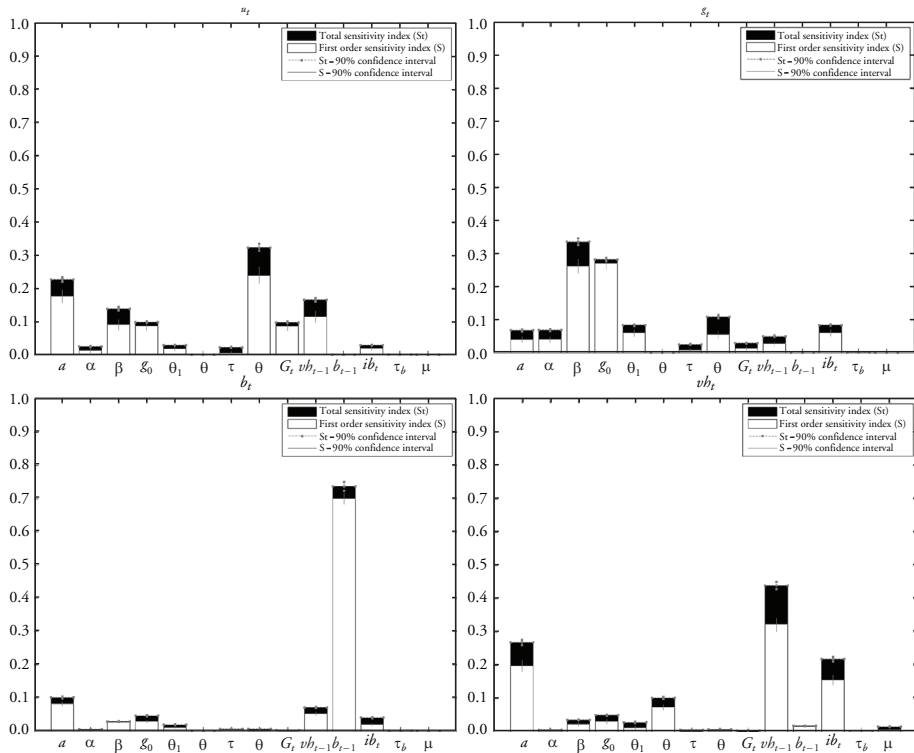 u_t
1.0
0.9
0.8
0.7
0.6
0.5
0.4
0.3
0.2
0.1
0.0
Total sensitivity index (St)
First order sensitivity index (S)
St-90% confidence interval
S-90% confidence interval
a α β g_0 θ_1 θ τ θ G_t vh_{t-1} b_{t-1} ib_t τ_b μ
g_t
1.0
0.9
0.8
0.7
0.6
0.5
0.4
0.3
0.2
0.1
0.0
Total sensitivity index (St)
First order sensitivity index (S)
St-90% confidence interval
S-90% confidence interval
a α β g_0 θ_1 θ τ θ G_t vh_{t-1} b_{t-1} ib_t τ_b μ
b_t
1.0
0.9
0.8
0.7
0.6
0.5
0.4
0.3
0.2
0.1
0.0
Total sensitivity index (St)
First order sensitivity index (S)
St-90% confidence interval
S-90% confidence interval
a α β g_0 θ_1 θ τ θ G_t vh_{t-1} b_{t-1} ib_t τ_b μ
vh_t
1.0
0.9
0.8
0.7
0.6
0.5
0.4
0.3
0.2
0.1
0.0
Total sensitivity index (St)
First order sensitivity index (S)
St-90% confidence interval
S-90% confidence interval
a α β g_0 θ_1 θ τ θ G_t vh_{t-1} b_{t-1} ib_t τ_b μ